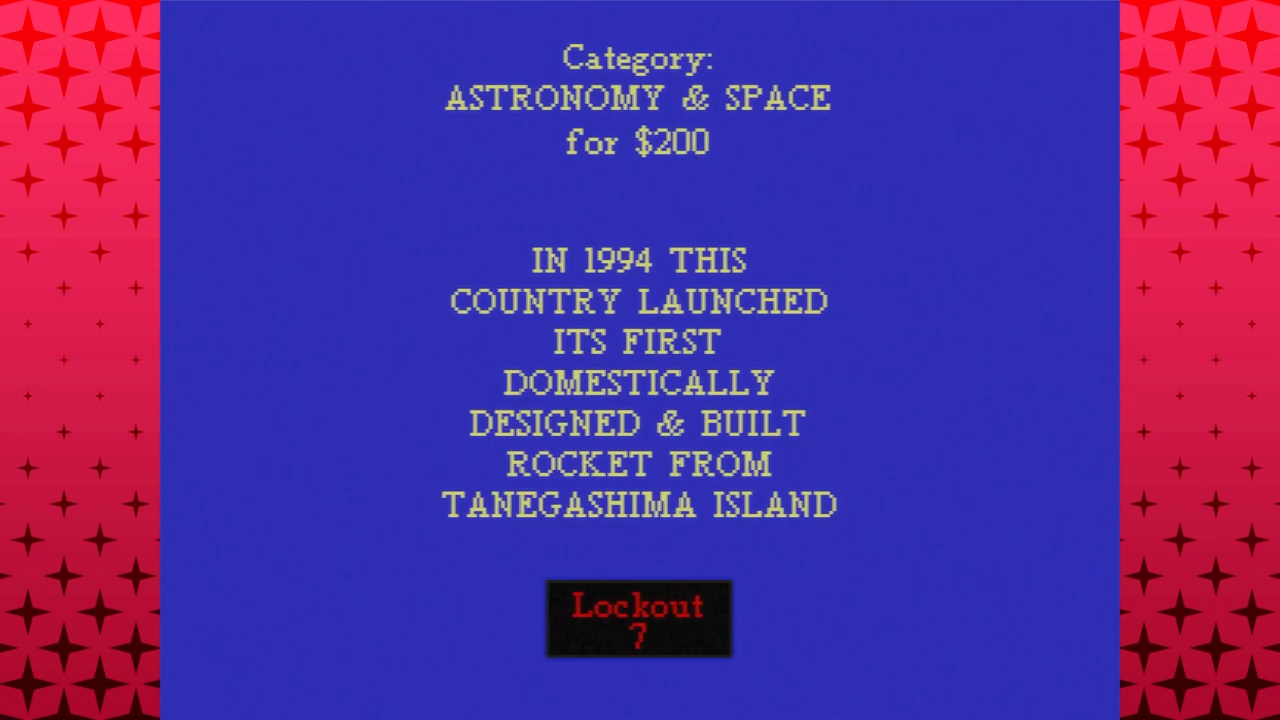 Category:
ASTRONOMY & SPACE
for $200
IN 1994 THIS
COUNTRY LAUNCHED
ITS FIRST
DOMESTICALLY
DESIGNED & BUILT
ROCKET FROM
TANEGASHIMA ISLAND
Lockout
7